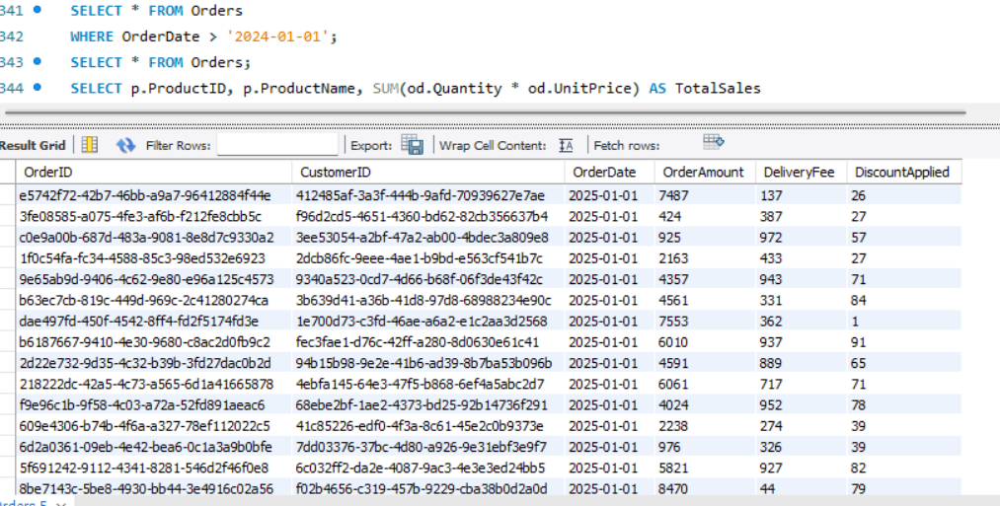 341 SELECT * FROM Orders
342 WHERE OrderDate > '2024-01-01';
343 SELECT * FROM Orders;
344 SELECT p.ProductID, p.ProductName, SUM(od.Quantity * od.UnitPrice) AS TotalSales
Result Grid Filter Rows: Export: Wrap Cell Content: IA Fetch rows:
OrderID CustomerID OrderDate OrderAmount DeliveryFee DiscountApplied
e5742f72-42b7-46bb-a9a7-96412884f44e 412485af-3a3f-444b-9afd-70939627e7ae 2025-01-01 7487 137 26
3fe08585-a075-4fe3-af6b-f212fe8cbb5c f96d2cd5-4651-4360-bd62-82cb356637b4 2025-01-01 424 387 27
c0e9a00b-687d-483a-9081-8e8d7c9330a2 3ee53054-a2bf-47a2-ab00-4bdec3a809e8 2025-01-01 925 972 57
1f0c54fa-fc34-4588-85c3-98ed532e6923 2dcb86fc-9eee-4ae1-b9bd-e563cf541b7c 2025-01-01 2163 433 27
9e65ab9d-9406-4c62-9e80-e96a125c4573 9340a523-0cd7-4d66-b68f-06f3de43f42c 2025-01-01 4357 943 71
b63ec7cb-819c-449d-969c-2c41280274ca 3b639d41-a36b-41d8-97d8-68988234e90c 2025-01-01 4561 331 84
dae497fd-450f-4542-8ff4-fd2f5174fd3e 1e700d73-c3fd-46ae-a6a2-e1c2aa3d2568 2025-01-01 7553 362 1
b6187667-9410-4e30-9680-c8ac2d0fb9c2 fec3fae1-d76c-42ff-a280-8d0630e61c41 2025-01-01 6010 937 91
2d22e732-9d35-4c32-b39b-3fd27dac0b2d 94b15b98-9e2e-41b6-ad39-8b7ba53b096b 2025-01-01 4591 889 65
218222dc-42a5-4c73-a565-6d1a41665878 4ebfa145-64e3-47f5-b868-6ef4a5abc2d7 2025-01-01 6061 717 71
f9e96c1b-9f58-4c03-a72a-52fd891aeac6 68ebe2bf-1ae2-4373-bd25-92b14736f291 2025-01-01 4024 952 78
609e4306-b74b-4f6a-a327-78ef112022c5 41c85226-edf0-4f3a-8c61-45e2c0b9373e 2025-01-01 2238 274 39
6d2a0361-09eb-4e42-bea6-0c1a3a9b0bfe 7dd03376-37bc-4d80-a926-9e31ebf3e9f7 2025-01-01 976 326 39
5f691242-9112-4341-8281-546d2f46f0e8 6c032ff2-da2e-4087-9ac3-4e3e3ed24bb5 2025-01-01 5821 927 82
8be7143c-5be8-4930-bb44-3e4916c02a56 f02b4656-c319-457b-9229-cba38b0d2a0d 2025-01-01 8470 44 79